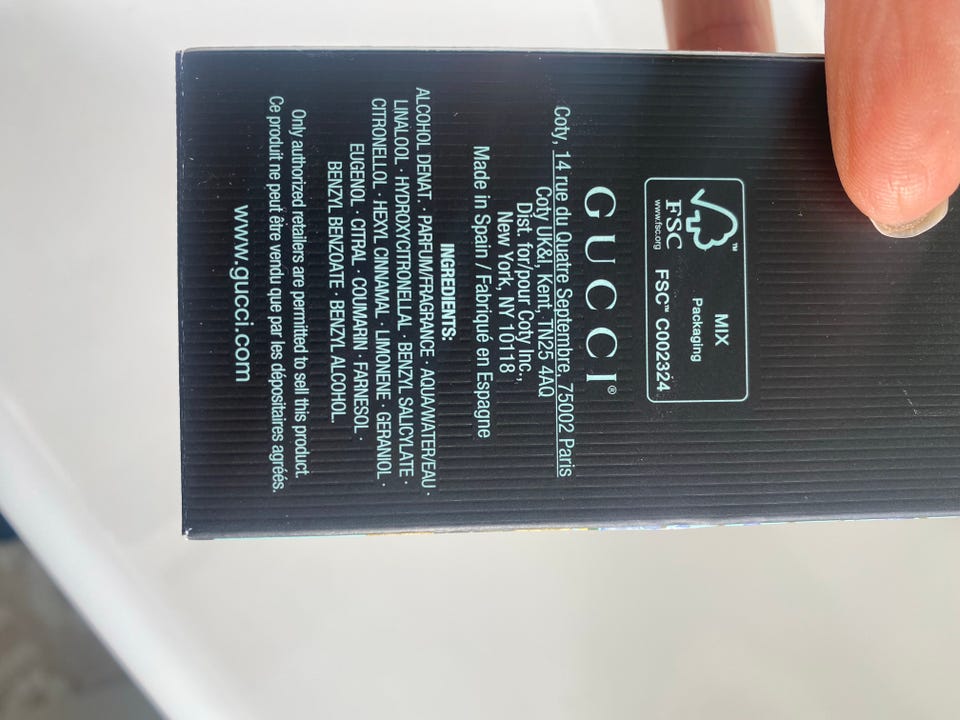 FSC™
www.fsc.org
MIX
Packaging
FSC™ C002324
GUCCI®
Coty, 14 rue du Quatre Septembre, 75002 Paris
Coty UK&I, Kent, TN25 4AQ
Dist. for/pour Coty Inc.,
New York, NY 10118
Made in Spain / Fabriqué en Espagne
INGREDIENTS:
ALCOHOL DENAT. · PARFUM/FRAGRANCE · AQUA/WATER/EAU ·
LINALOOL · HYDROXYCITRONELLAL · BENZYL SALICYLATE ·
CITRONELLOL · HEXYL CINNAMAL · LIMONENE · GERANIOL ·
EUGENOL · CITRAL · COUMARIN · FARNESOL ·
BENZYL BENZOATE · BENZYL ALCOHOL.
Only authorized retailers are permitted to sell this product.
Ce produit ne peut être vendu que par les dépositaires agréés.
www.gucci.com